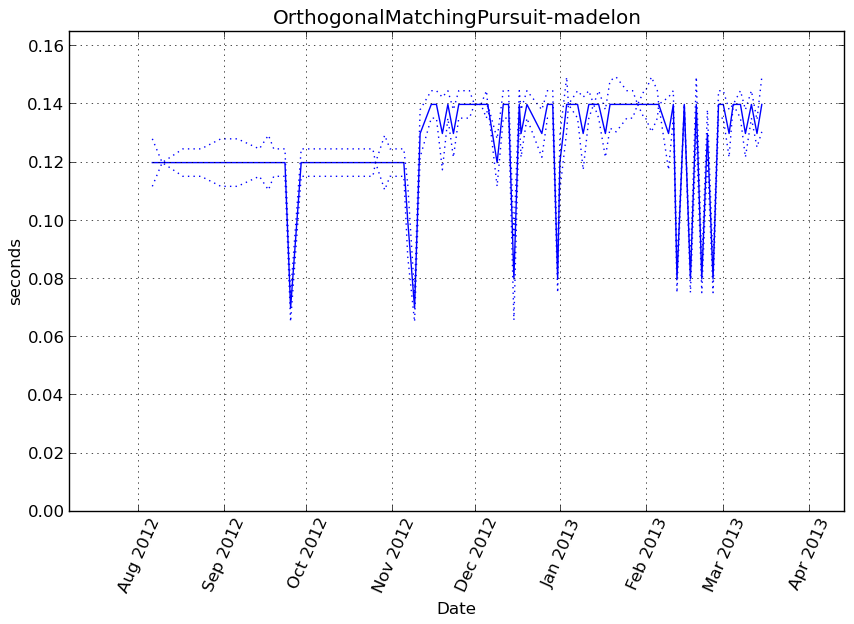 OrthogonalMatchingPursuit-madelon
0.16
0.14
0.12
0.10
0.08
0.06
0.04
0.02
0.00
seconds
Aug 2012
Sep 2012
Oct 2012
Nov 2012
Dec 2012
Jan 2013
Feb 2013
Mar 2013
Apr 2013
Date